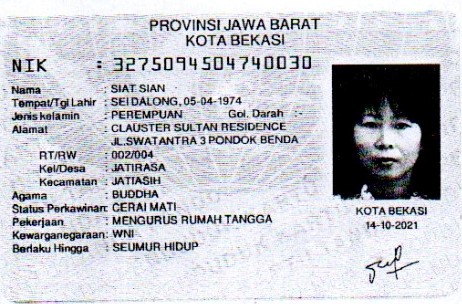 PROVINSI JAWA BARAT
KOTA BEKASI
NIK : 3275094504740030
Nama : SIAT SIAN
Tempat/Tgl Lahir : SEI DALONG, 05-04-1974
Jenis kelamin : PEREMPUAN Gol. Darah :-
Alamat : CLAUSTER SULTAN RESIDENCE
JL.SWATANTRA 3 PONDOK BENDA
RT/RW : 002/004
Kel/Desa : JATIRASA
Kecamatan : JATIASIH
Agama : BUDDHA
Status Perkawinan: CERAI MATI
Pekerjaan : MENGURUS RUMAH TANGGA
Kewarganegaraan: WNI
Berlaku Hingga : SEUMUR HIDUP
KOTA BEKASI
14-10-2021